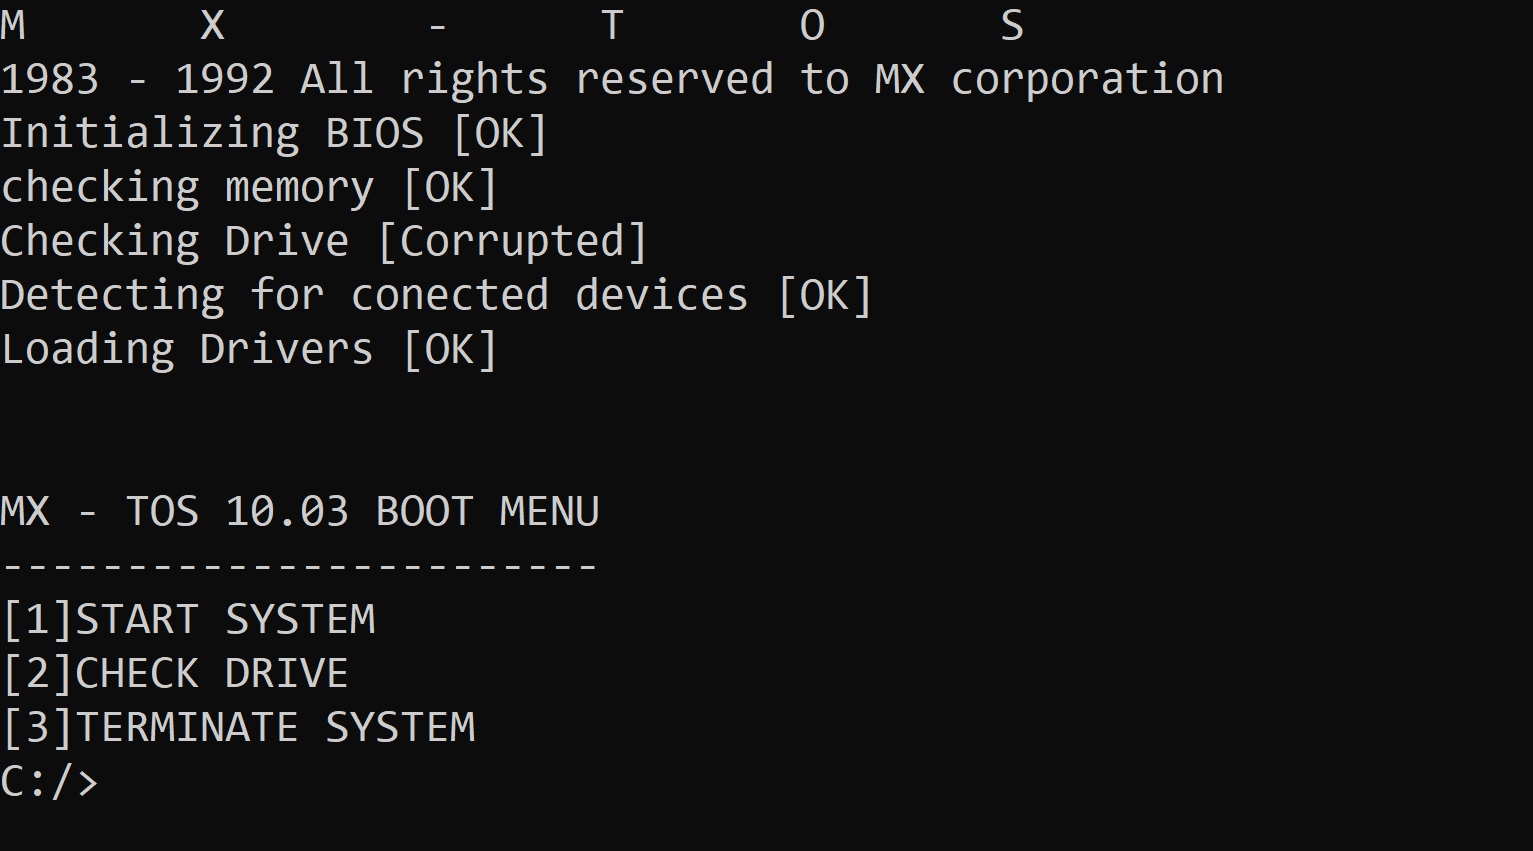 M X - T O S
1983 - 1992 All rights reserved to MX corporation
Initializing BIOS [OK]
checking memory [OK]
Checking Drive [Corrupted]
Detecting for conected devices [OK]
Loading Drivers [OK]
MX - TOS 10.03 BOOT MENU
------------------------
[1]START SYSTEM
[2]CHECK DRIVE
[3]TERMINATE SYSTEM
C:/>